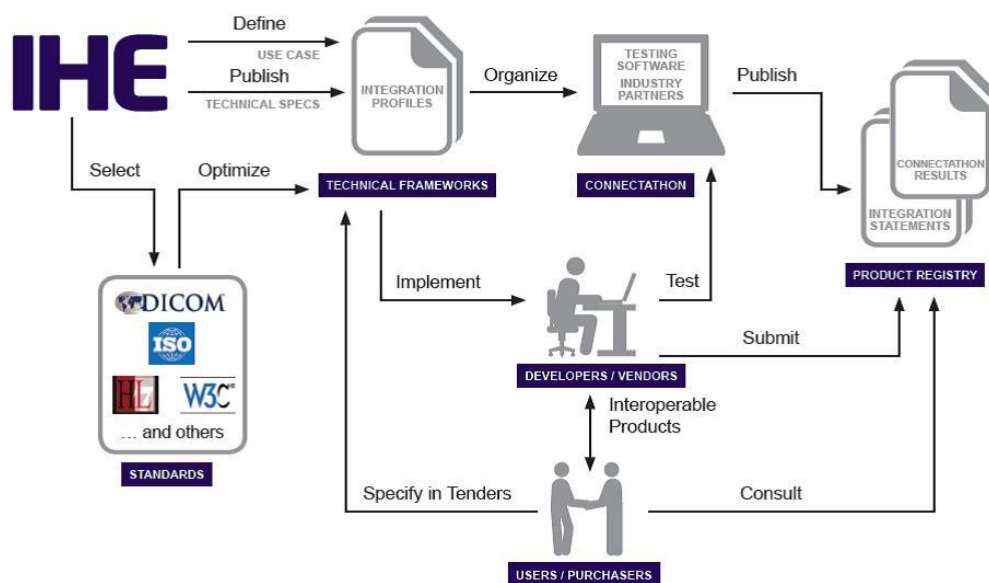 IHE
Define
USE CASE
Publish
TECHNICAL SPECS
INTEGRATION
PROFILES
Organize
TESTING
SOFTWARE
INDUSTRY
PARTNERS
Publish
CONNECTATHON
RESULTS
INTEGRATION
STATEMENTS
Select
Optimize
TECHNICAL FRAMEWORKS
CONNECTATHON
PRODUCT REGISTRY
DICOM
ISO
HL7
W3C
... and others
STANDARDS
Implement
Test
Submit
DEVELOPERS / VENDORS
Interoperable
Products
Specify in Tenders
Consult
USERS / PURCHASERS